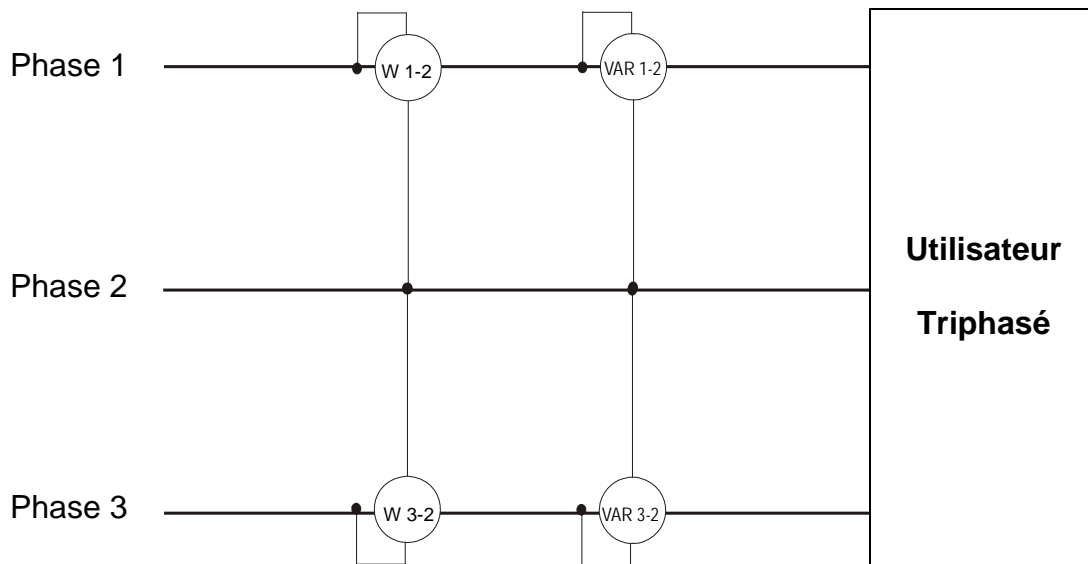 Phase 1
W 1-2
VAR 1-2
Phase 2
Utilisateur
Triphasé
Phase 3
W 3-2
VAR 3-2